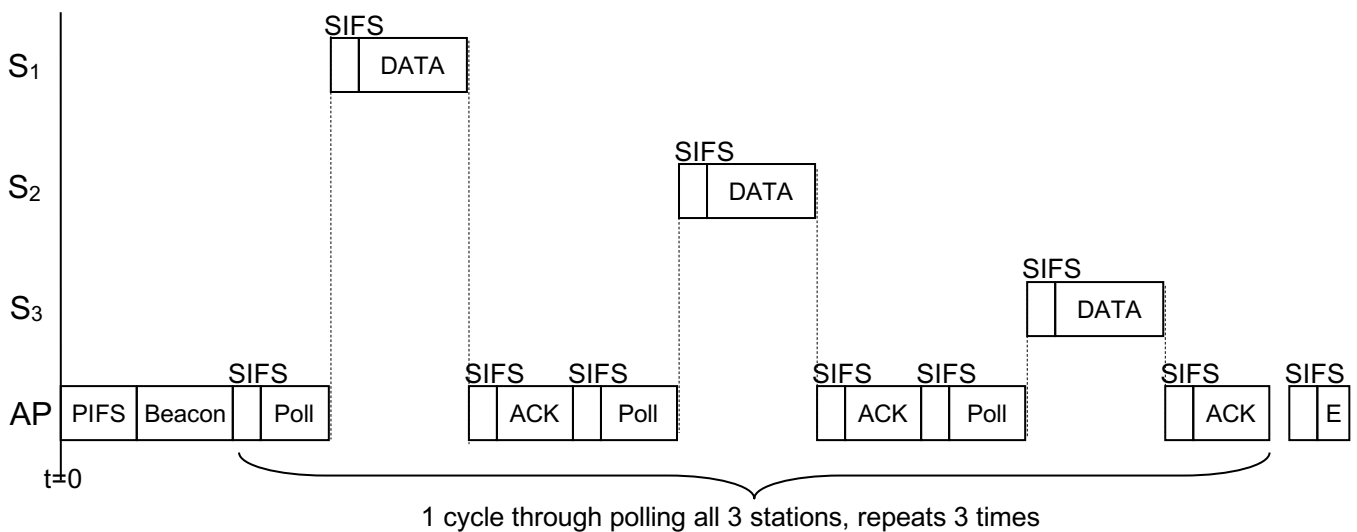 SIFS
S₁ DATA
SIFS
S₂ DATA
SIFS
S₃ DATA
SIFS SIFS SIFS SIFS SIFS SIFS SIFS
AP PIFS Beacon Poll ACK Poll ACK Poll ACK E
t=0
1 cycle through polling all 3 stations, repeats 3 times